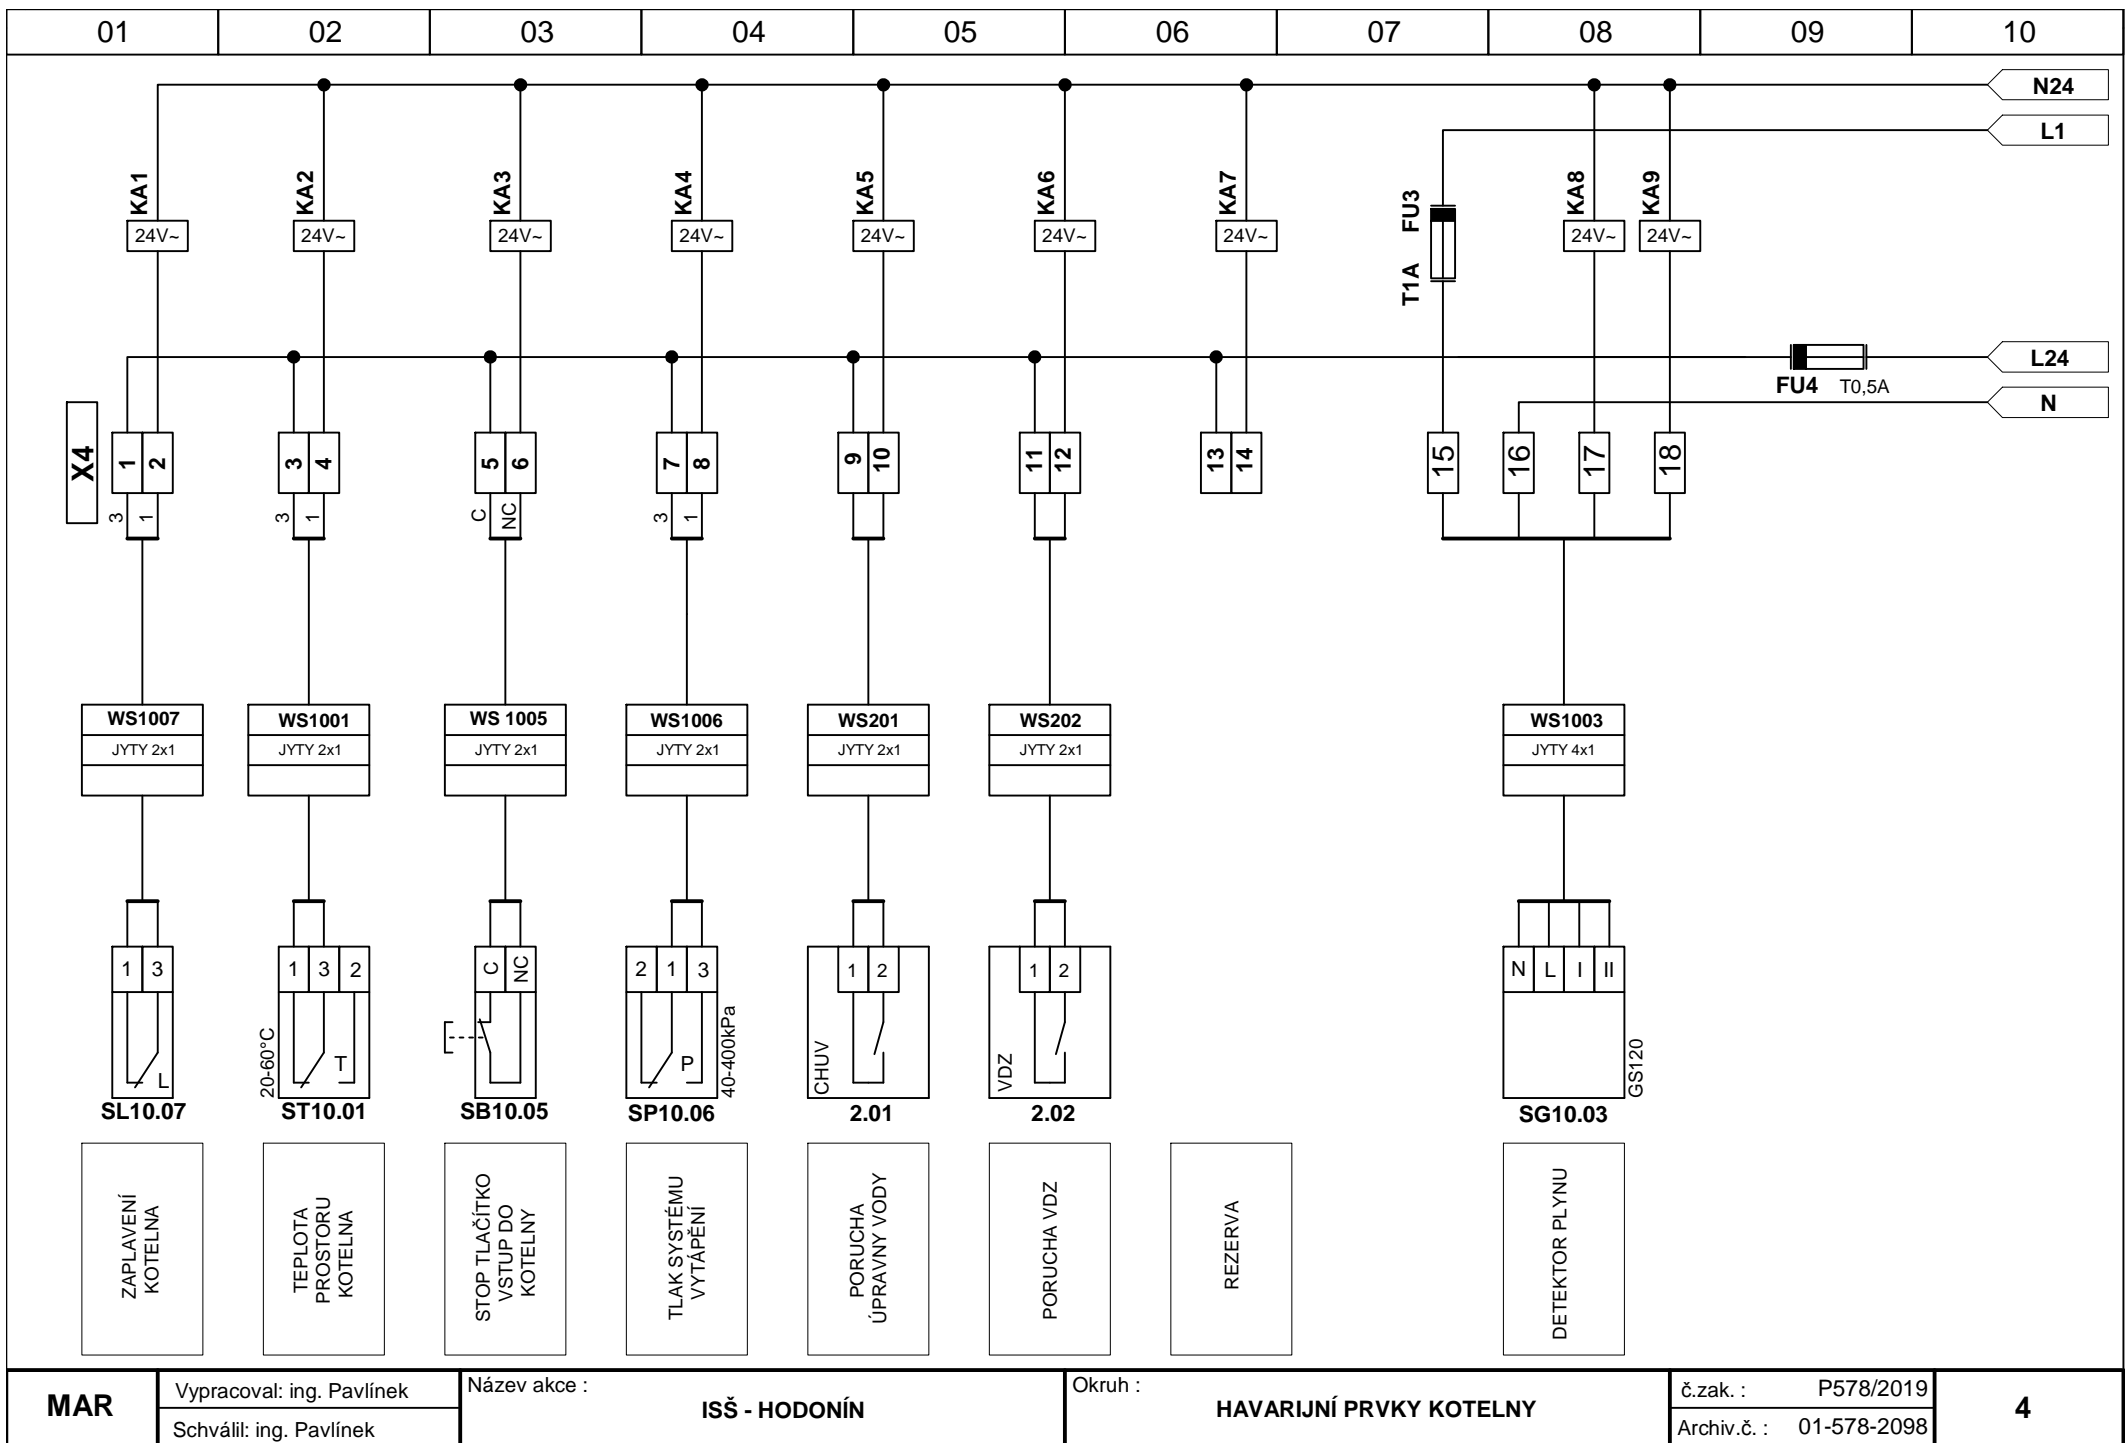 01 02 03 04 05 06 07 08 09 10
N24
L1
KA1 KA2 KA3 KA4 KA5 KA6 KA7 FU3 KA8 KA9
24V~ 24V~ 24V~ 24V~ 24V~ 24V~ 24V~ T1A 24V~ 24V~
L24
FU4 T0,5A
N
X4 1 2 3 4 5 6 7 8 9 10 11 12 13 14 15 16 17 18
3 1 3 1 C NC 3 1
WS1007 WS1001 WS 1005 WS1006 WS201 WS202 WS1003
JYTY 2x1 JYTY 2x1 JYTY 2x1 JYTY 2x1 JYTY 2x1 JYTY 2x1 JYTY 4x1
1 3 1 3 2 C NC 2 1 3 1 2 1 2 N L I II
L 20-60°C T P 40-400kPa CHUV VDZ GS120
SL10.07 ST10.01 SB10.05 SP10.06 2.01 2.02 SG10.03
ZAPLAVENÍ
KOTELNA
TEPLOTA
PROSTORU
KOTELNA
STOP TLAČÍTKO
VSTUP DO
KOTELNY
TLAK SYSTÉMU
VYTÁPĚNÍ
PORUCHA
ÚPRAVNY VODY
PORUCHA VDZ
REZERVA
DETEKTOR PLYNU
MAR
Vypracoval: ing. Pavlínek
Schválil: ing. Pavlínek
Název akce :
ISŠ - HODONÍN
Okruh :
HAVARIJNÍ PRVKY KOTELNY
č.zak. : P578/2019
Archiv.č. : 01-578-2098
4